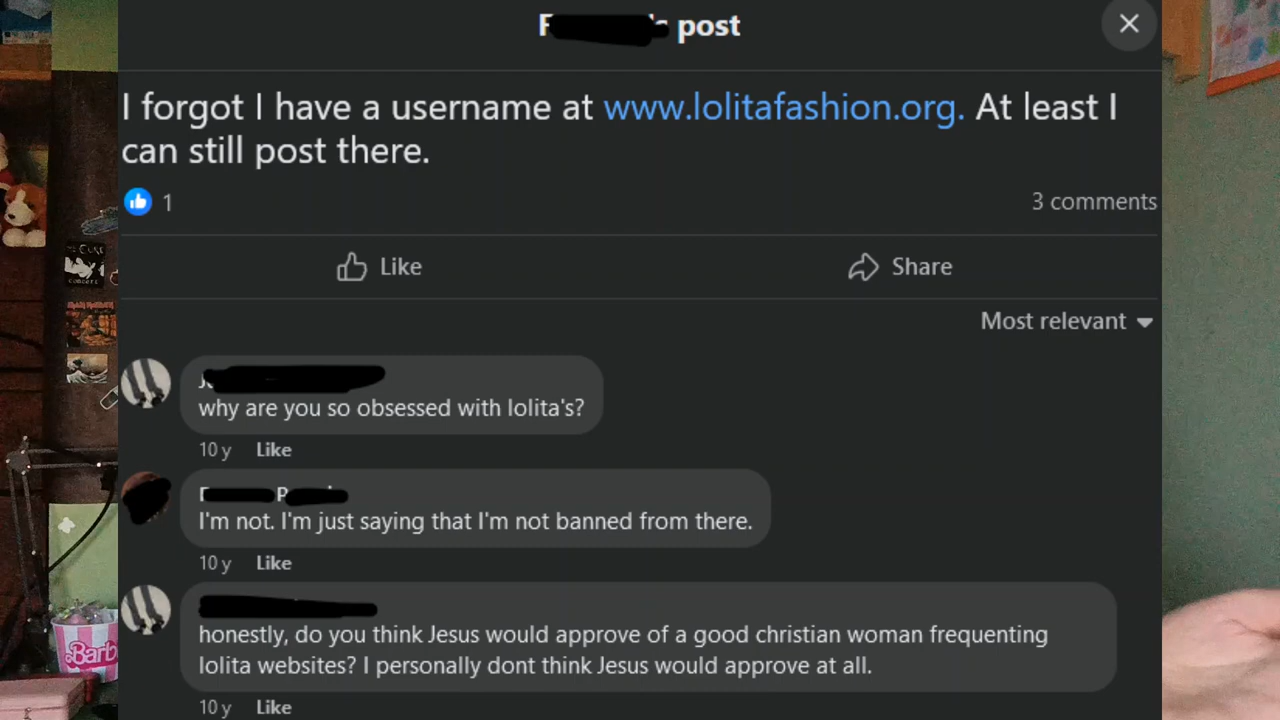 post
I forgot I have a username at www.lolitafashion.org. At least I
can still post there.
1
3 comments
Like
Share
Most relevant
why are you so obsessed with lolita's?
10 y Like
I'm not. I'm just saying that I'm not banned from there.
10 y Like
honestly, do you think Jesus would approve of a good christian woman frequenting
lolita websites? I personally dont think Jesus would approve at all.
10 y Like
Barb